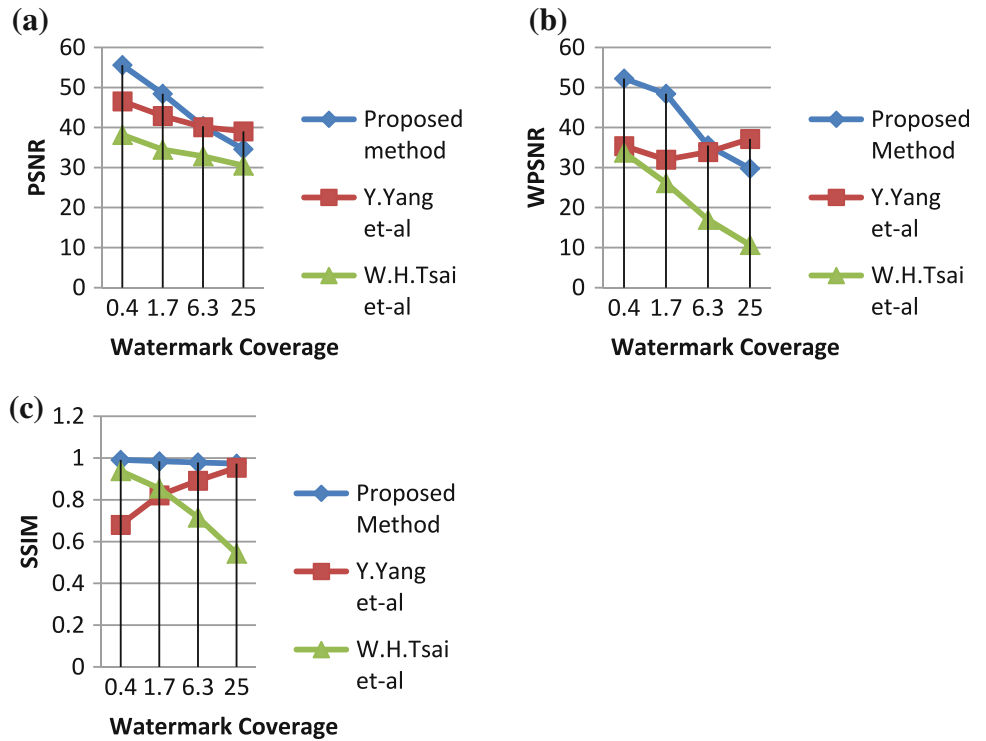 (a)
60
50
40
30
20
10
0
PSNR
0.4 1.7 6.3 25
Watermark Coverage
Proposed
method
Y.Yang
et-al
W.H.Tsai
et-al
(b)
60
50
40
30
20
10
0
WPSNR
0.4 1.7 6.3 25
Watermark Coverage
Proposed
Method
Y.Yang
et-al
W.H.Tsai
et-al
(c)
1.2
1
0.8
0.6
0.4
0.2
0
SSIM
0.4 1.7 6.3 25
Watermark Coverage
Proposed
Method
Y.Yang
et-al
W.H.Tsai
et-al